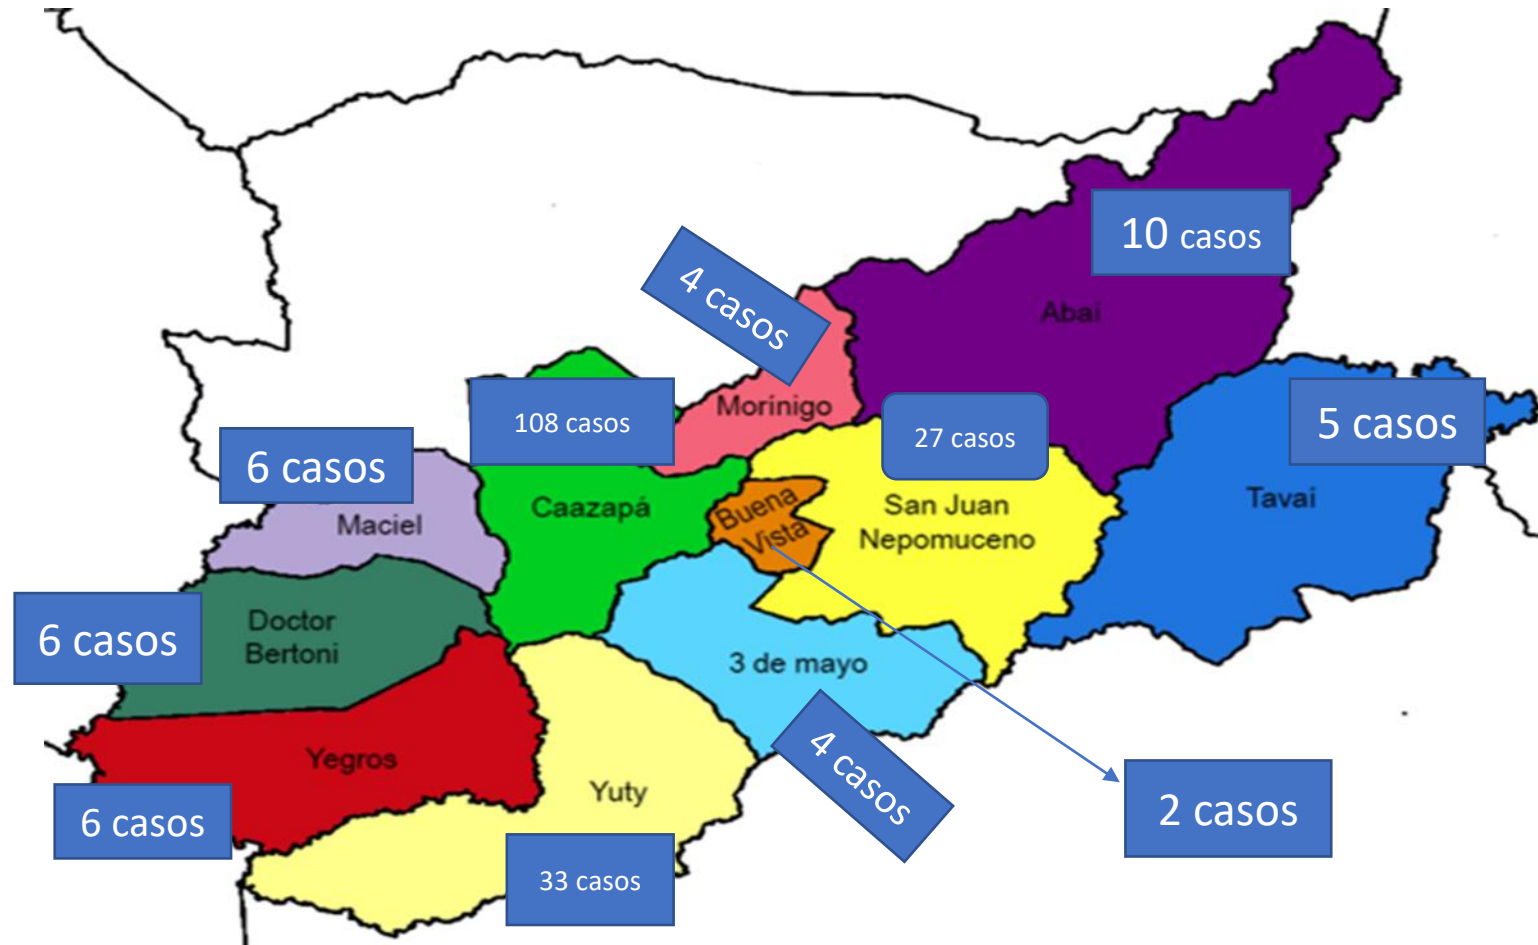 10 casos
Abai
4 casos
Morinigo
108 casos
27 casos
5 casos
6 casos
Maciel
Caazapá
Buena
Vista
San Juan
Nepomuceno
Tavai
6 casos
Doctor
Bertoni
3 de mayo
Yegros
Yuty
4 casos
6 casos
33 casos
2 casos